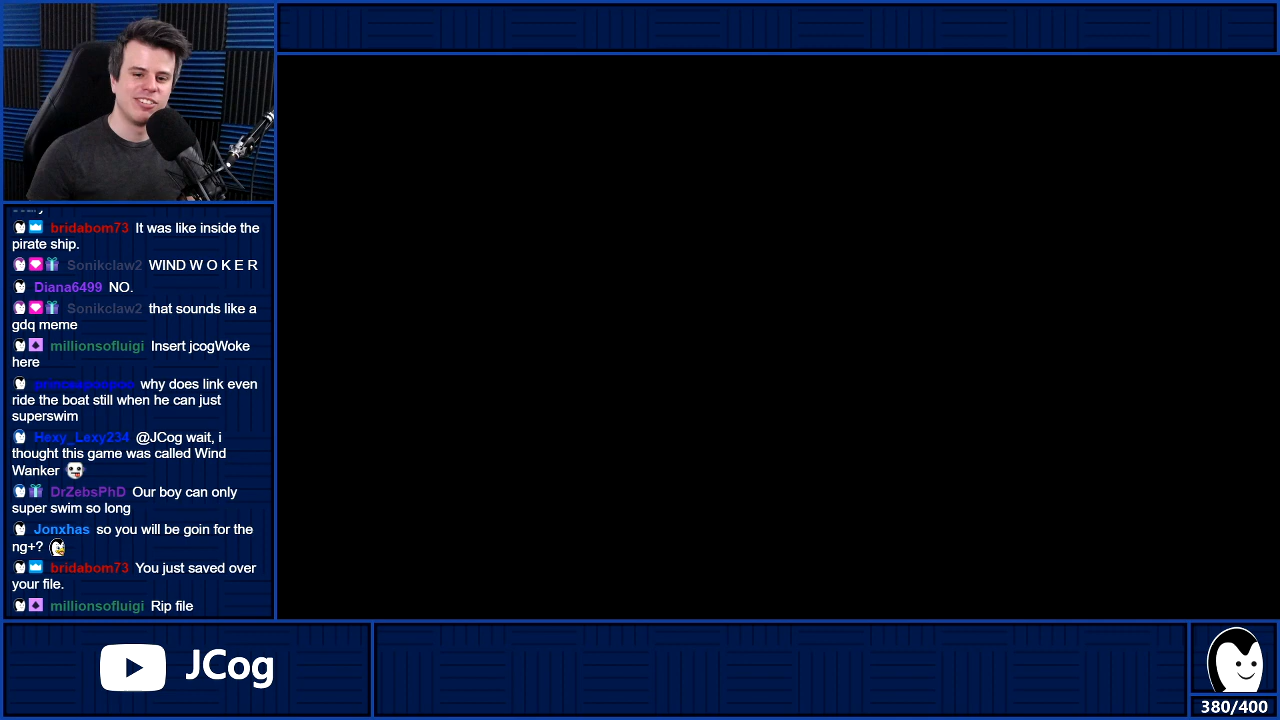 bridabom73 It was like inside the
pirate ship.
Sonikclaw2 WIND W O K E R
Diana6499 NO.
Sonikclaw2 that sounds like a
gdq meme
millionsofluigi Insert jcogWoke
here
why does link even
ride the boat still when he can just
superswim
Hexy_Lexy234 @JCog wait, i
thought this game was called Wind
Wanker
DrZebsPhD Our boy can only
super swim so long
Jonxhas so you will be goin for the
ng+?
bridabom73 You just saved over
your file.
millionsofluigi Rip file
JCog
380/400